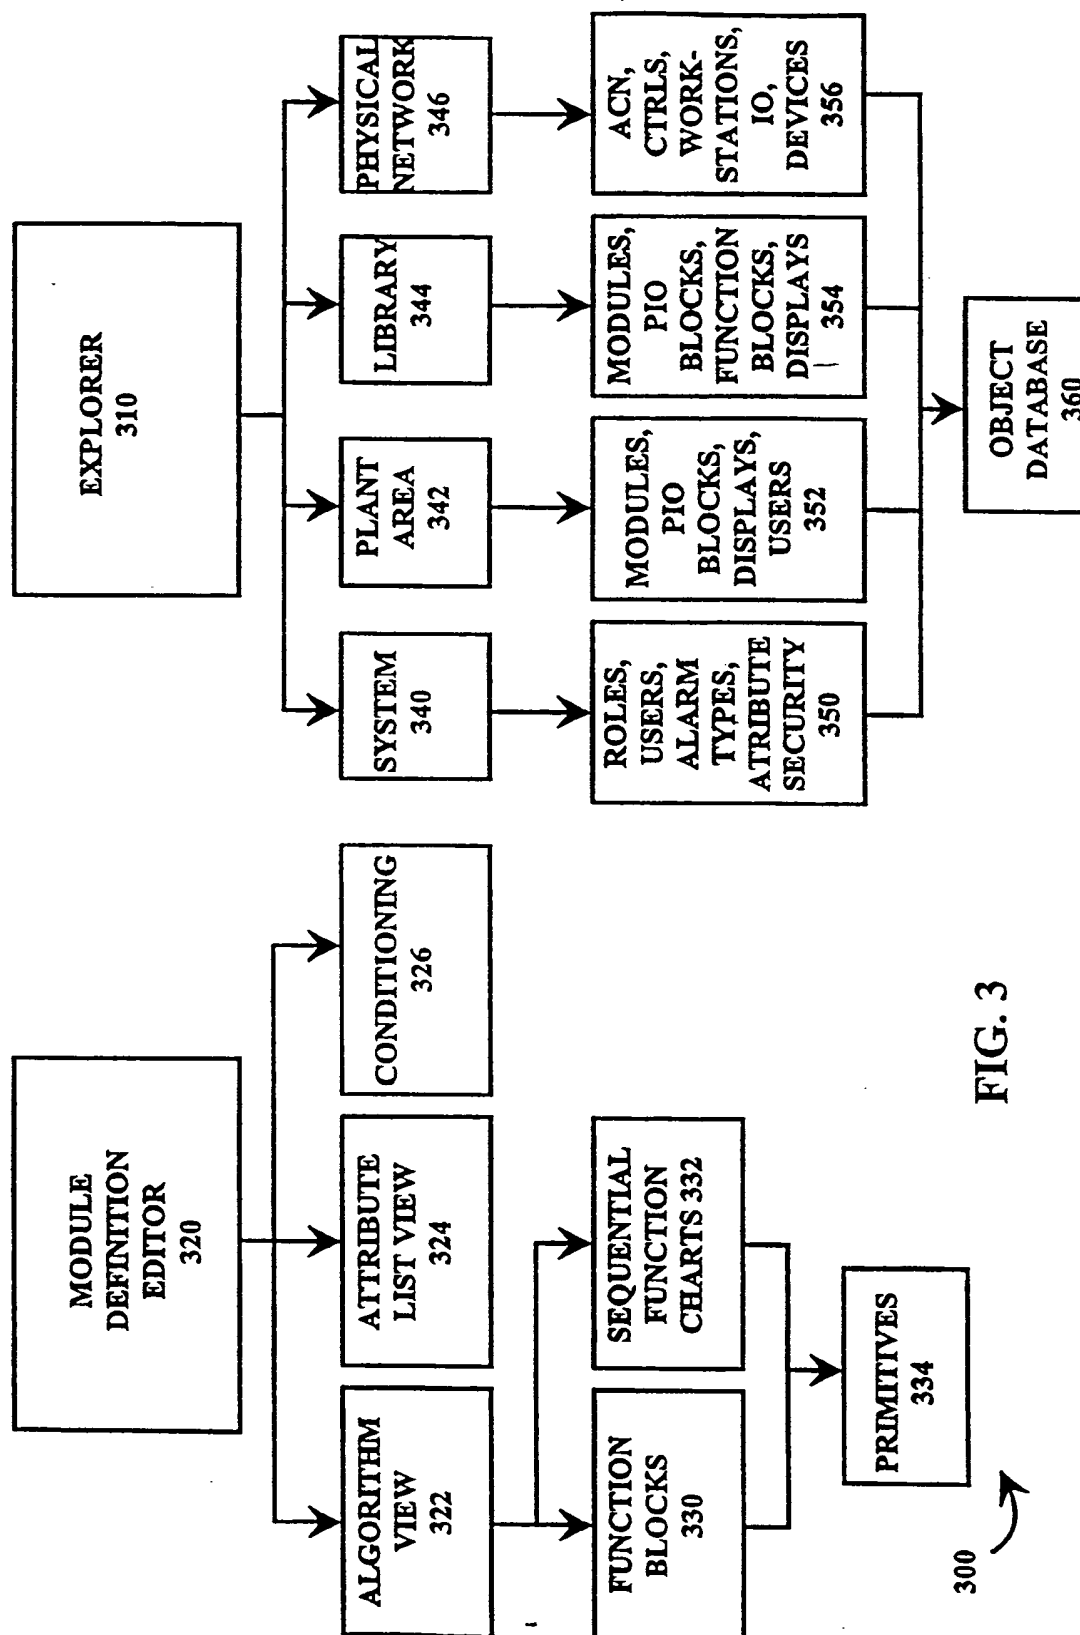 MODULE
DEFINITION
EDITOR
320
ALGORITHM
VIEW
322
ATTRIBUTE
LIST VIEW
324
CONDITIONING
326
FUNCTION
BLOCKS
330
SEQUENTIAL
FUNCTION
CHARTS 332
PRIMITIVES
334
300
FIG. 3
EXPLORER
310
SYSTEM
340
PLANT
AREA
342
LIBRARY
344
PHYSICAL
NETWORK
346
ROLES,
USERS,
ALARM
TYPES,
ATRIBUTE
SECURITY
350
MODULES,
PIO
BLOCKS,
DISPLAYS,
USERS
352
MODULES,
PIO
BLOCKS,
FUNCTION
BLOCKS,
DISPLAYS
354
ACN,
CTRLS,
WORK-
STATIONS,
IO,
DEVICES
356
OBJECT
DATABASE
360